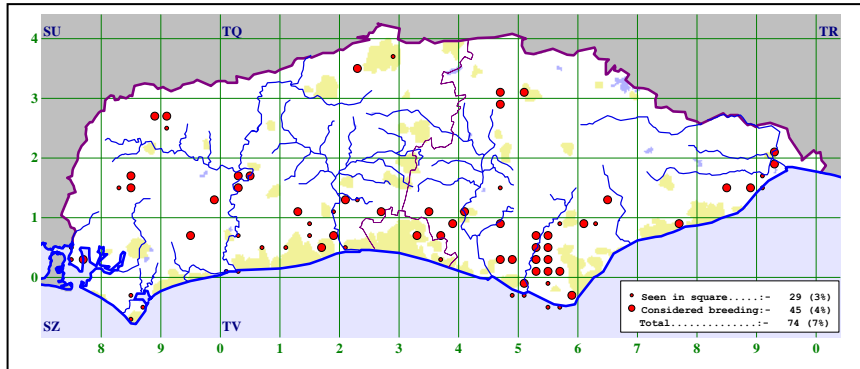 SU TQ TR
4
3
2
1
0
SZ TV
Seen in square.....:- 29 (3%)
Considered breeding:- 45 (4%)
Total..............:- 74 (7%)
8 9 0 1 2 3 4 5 6 7 8 9 0